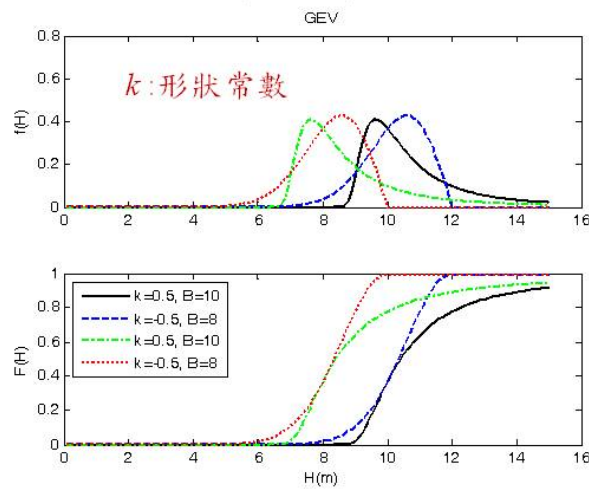 GEV
0.8
0.6
0.4
0.2
0
f(H)
k:形狀常數
0 2 4 6 8 10 12 14 16
1
0.8
0.6
0.4
0.2
0
F(H)
k=0.5, B=10
k=-0.5, B=8
k=0.5, B=10
k=-0.5, B=8
0 2 4 6 8 10 12 14 16
H(m)